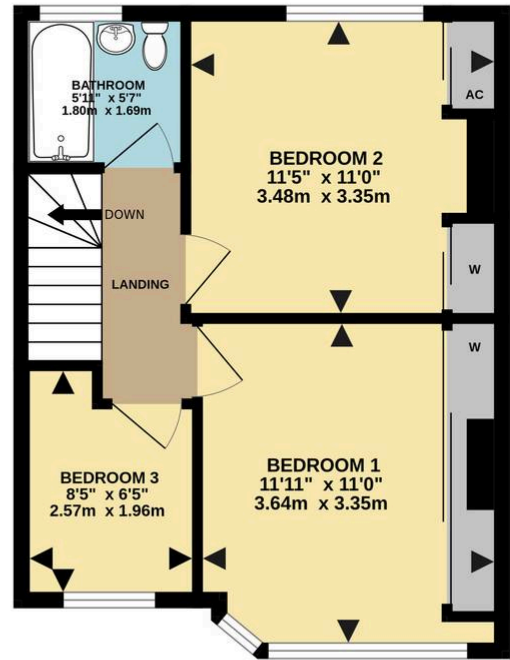 BATHROOM
5'11" x 5'7"
1.80m x 1.69m
AC
BEDROOM 2
11'5" x 11'0"
3.48m x 3.35m
DOWN
W
LANDING
W
BEDROOM 1
11'11" x 11'0"
3.64m x 3.35m
BEDROOM 3
8'5" x 6'5"
2.57m x 1.96m